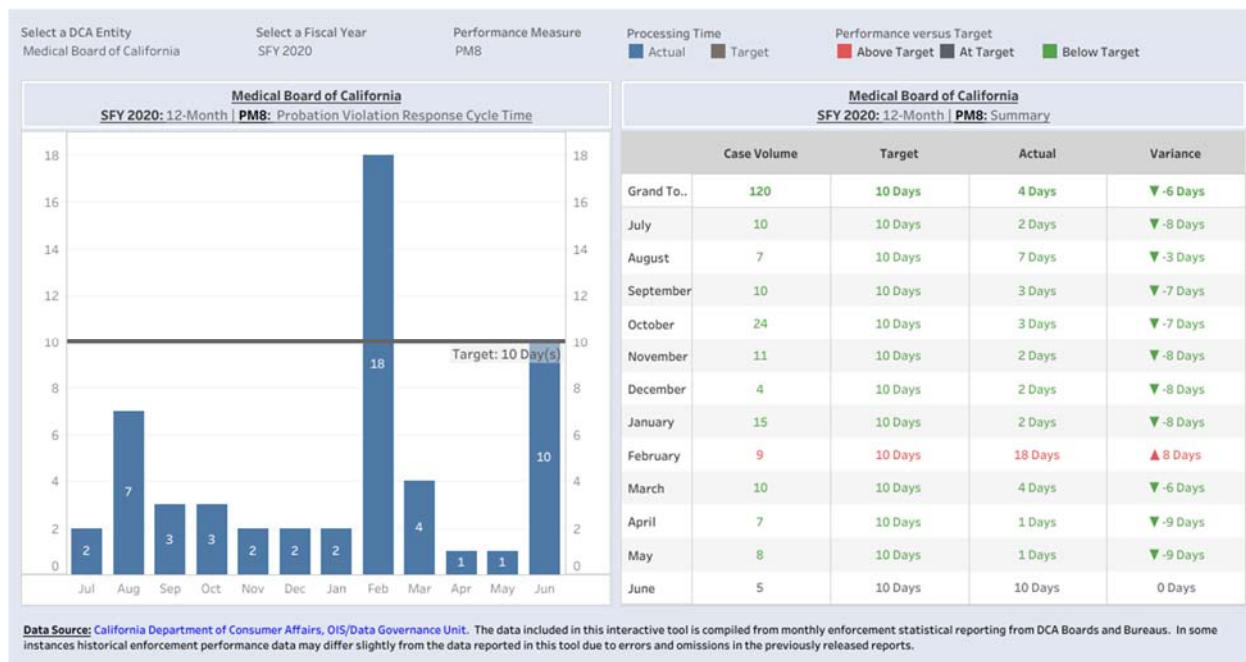 Select a DCA Entity
Medical Board of California
Select a Fiscal Year
SFY 2020
Performance Measure
PM8
Processing Time
Actual Target
Performance versus Target
Above Target At Target Below Target
Medical Board of California
SFY 2020: 12-Month | PM8: Probation Violation Response Cycle Time
18 18
16 16
14 14
12 12
10 10
8 8
6 6
4 4
2 2
0 0
Target: 10 Day(s)
2 7 3 3 2 2 2 18 4 1 1 10
Jul Aug Sep Oct Nov Dec Jan Feb Mar Apr May Jun
Medical Board of California
SFY 2020: 12-Month | PM8: Summary
Case Volume Target Actual Variance
Grand To.. 120 10 Days 4 Days ▼ -6 Days
July 10 10 Days 2 Days ▼ -8 Days
August 7 10 Days 7 Days ▼ -3 Days
September 10 10 Days 3 Days ▼ -7 Days
October 24 10 Days 3 Days ▼ -7 Days
November 11 10 Days 2 Days ▼ -8 Days
December 4 10 Days 2 Days ▼ -8 Days
January 15 10 Days 2 Days ▼ -8 Days
February 9 10 Days 18 Days ▲ 8 Days
March 10 10 Days 4 Days ▼ -6 Days
April 7 10 Days 1 Days ▼ -9 Days
May 8 10 Days 1 Days ▼ -9 Days
June 5 10 Days 10 Days 0 Days
Data Source: California Department of Consumer Affairs, OIS/Data Governance Unit. The data included in this interactive tool is compiled from monthly enforcement statistical reporting from DCA Boards and Bureaus. In some
instances historical enforcement performance data may differ slightly from the data reported in this tool due to errors and omissions in the previously released reports.